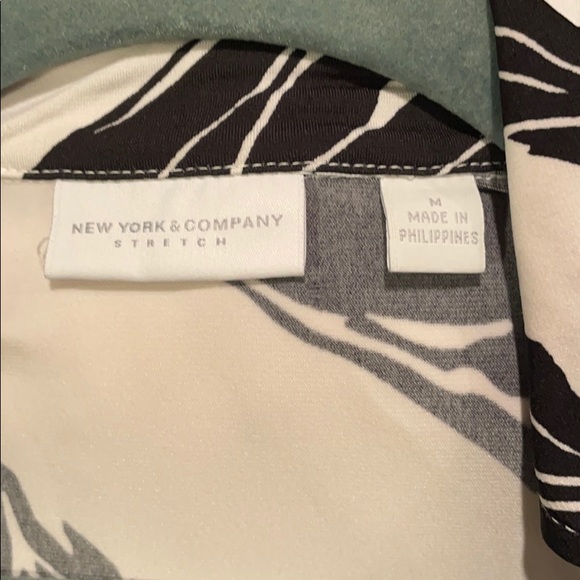 NEW YORK & COMPANY
STRETCH
M
MADE IN
PHILIPPINES